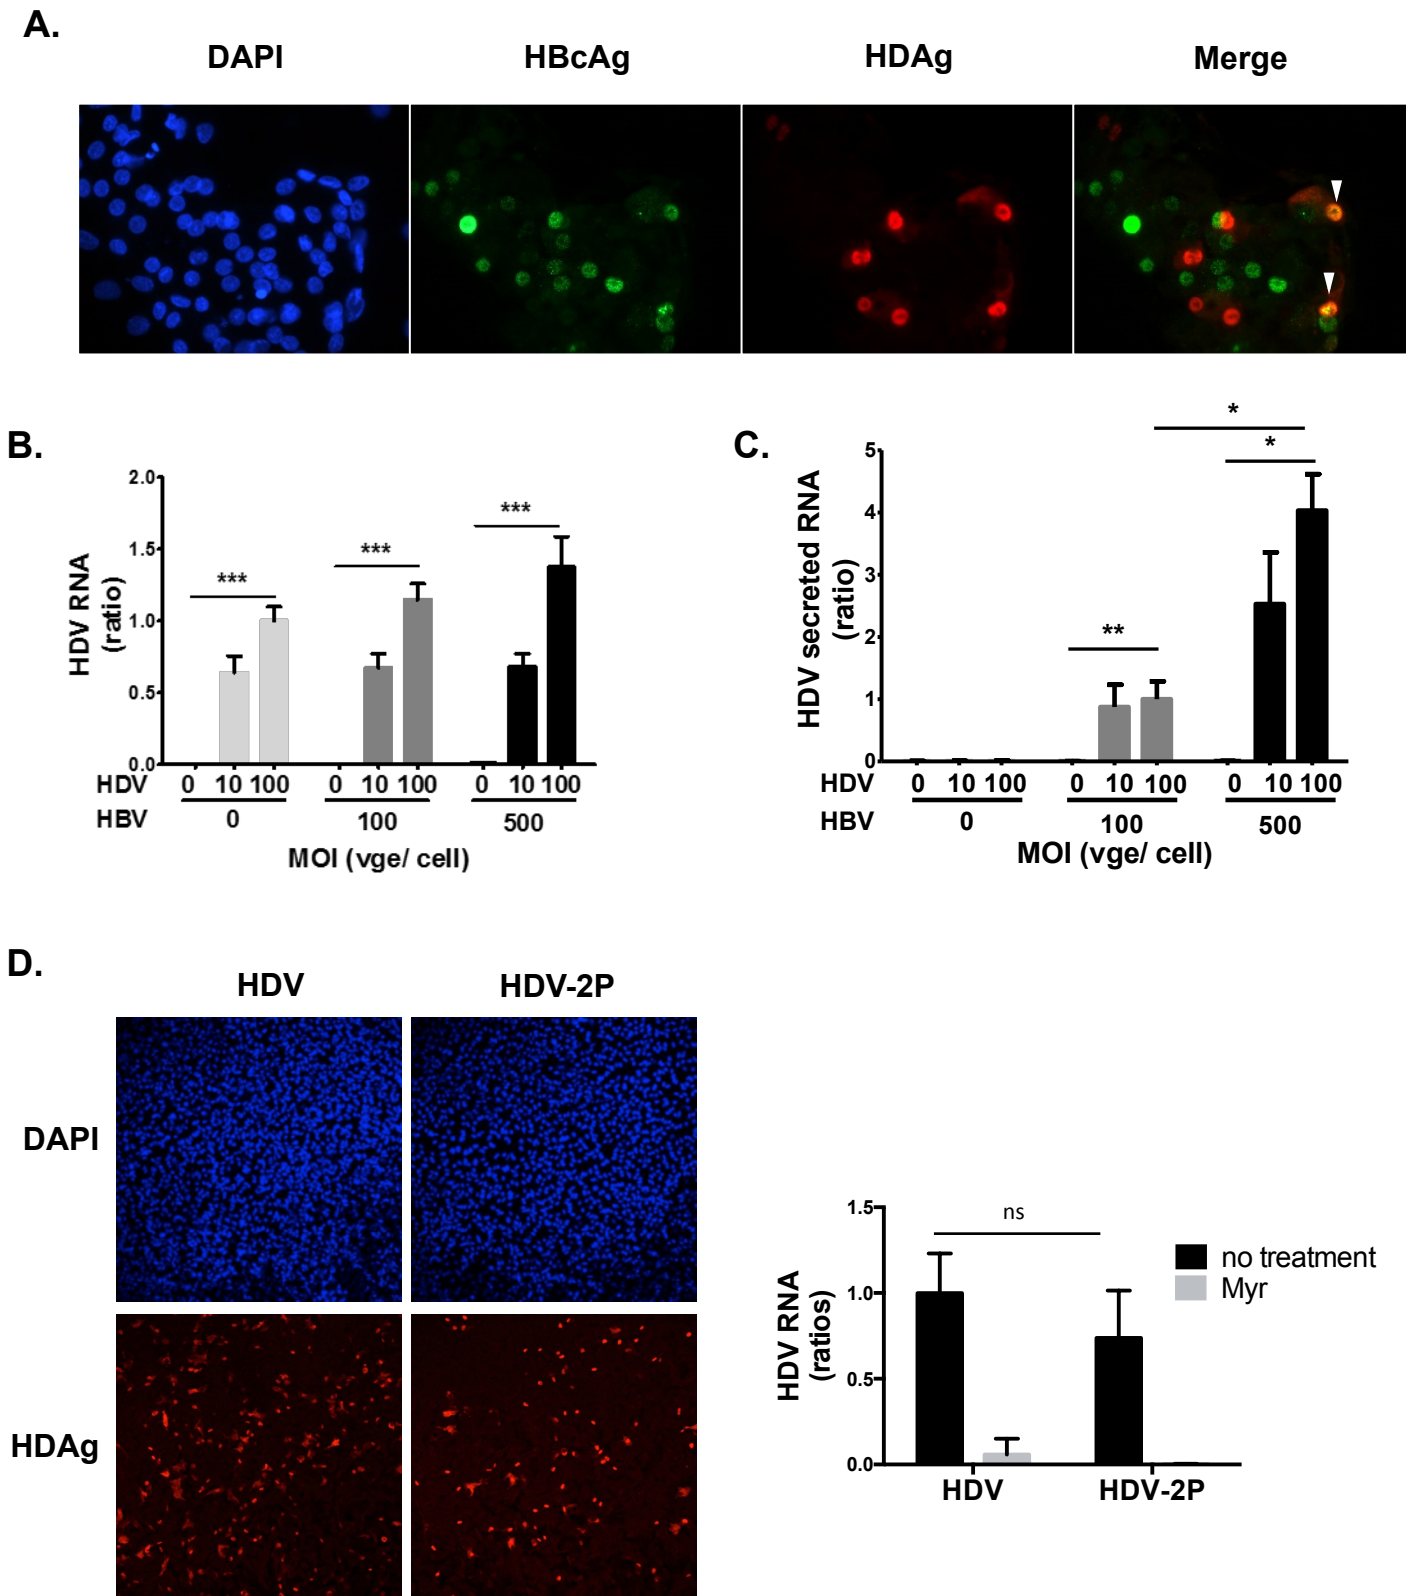 A.
DAPI
HBcAg
HDAg
Merge
B.
HDV RNA
(ratio)
2.0
1.5
1.0
0.5
0.0
***
***
***
HDV 0 10 100 0 10 100 0 10 100
HBV 0 100 500
MOI (vge/ cell)
C.
HDV secreted RNA
(ratio)
5
4
3
2
1
0
**
*
*
HDV 0 10 100 0 10 100 0 10 100
HBV 0 100 500
MOI (vge/ cell)
D.
HDV
HDV-2P
DAPI
HDAg
HDV RNA
(ratios)
1.5
1.0
0.5
0.0
ns
no treatment
Myr
HDV
HDV-2P